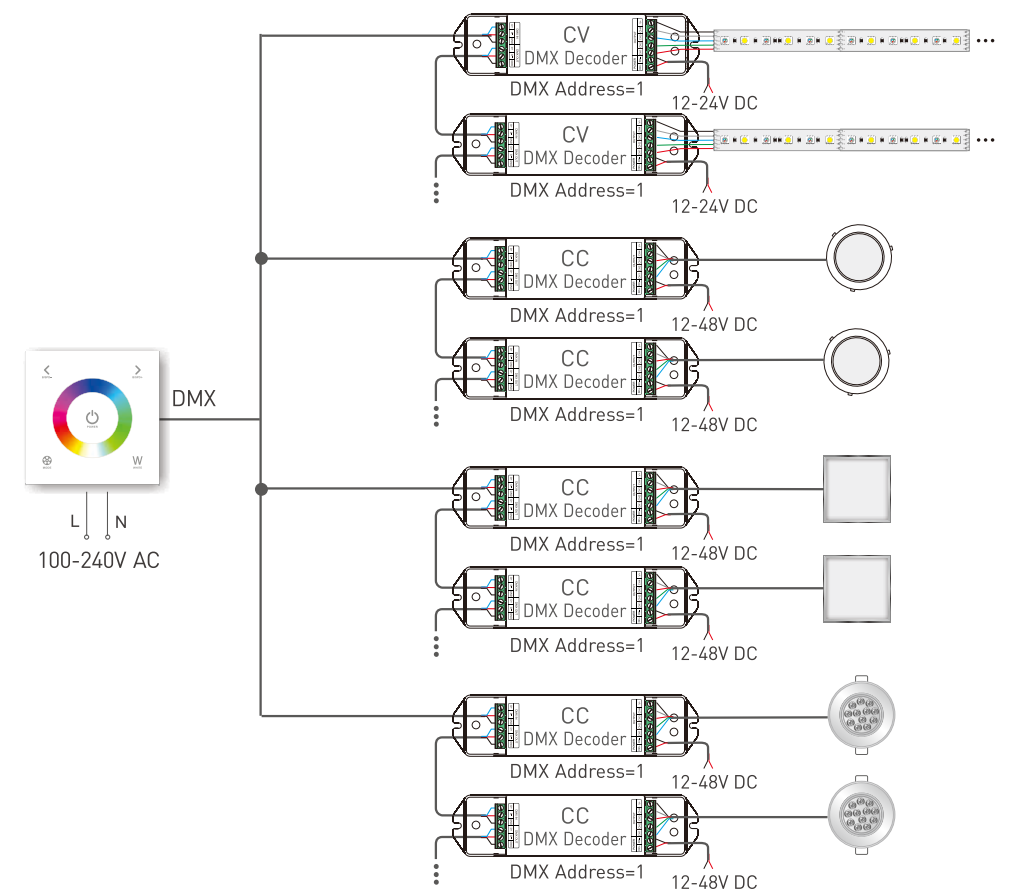 CV
DMX Decoder
DMX Address=1
12-24V DC
CV
DMX Decoder
DMX Address=1
12-24V DC
CC
DMX Decoder
DMX Address=1
12-48V DC
CC
DMX Decoder
DMX Address=1
12-48V DC
DMX
W
L
N
100-240V AC
CC
DMX Decoder
DMX Address=1
12-48V DC
CC
DMX Decoder
DMX Address=1
12-48V DC
CC
DMX Decoder
DMX Address=1
12-48V DC
CC
DMX Decoder
DMX Address=1
12-48V DC